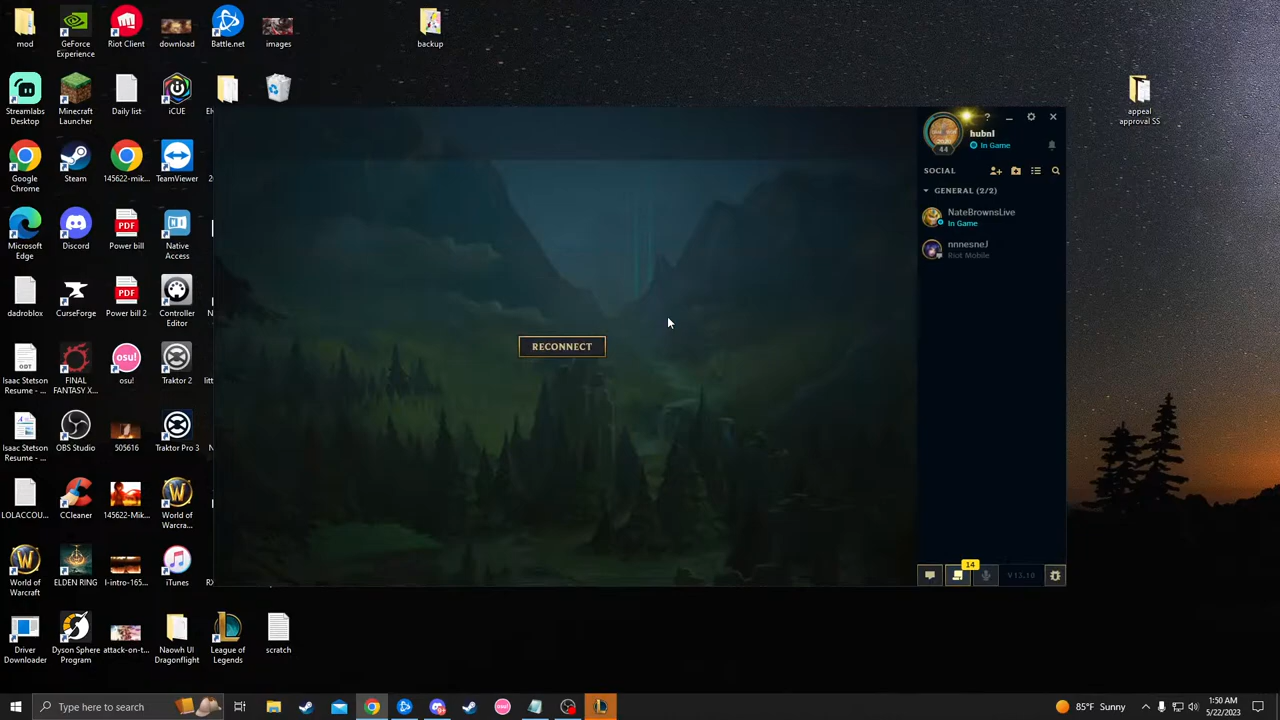 mod
GeForce
Experience
Riot Client
download
Battle.net
images
backup
Streamlabs
Desktop
Minecraft
Launcher
Daily list
iCUE
appeal
approval SS
Google
Chrome
Steam
145622-mik...
TeamViewer
Microsoft
Edge
Discord
Power bill
Native
Access
dadroblox
CurseForge
Power bill 2
Controller
Editor
Isaac Stetson
Resume - ...
FINAL
FANTASY X...
osu!
Traktor 2
Isaac Stetson
Resume - ...
OBS Studio
505616
Traktor Pro 3
LOLACCOU...
CCleaner
145622-Mik...
World of
Warcra...
World of
Warcraft
ELDEN RING
l-intro-165...
iTunes
Driver
Downloader
Dyson Sphere
Program
attack-on-t...
Naowh UI
Dragonflight
League of
Legends
scratch
RECONNECT
hubnl
In Game
44
SOCIAL
GENERAL (2/2)
NateBrownsLive
In Game
nnnesneJ
Riot Mobile
14
V13.10
Type here to search
85°F Sunny
1:50 AM
5/22/2023